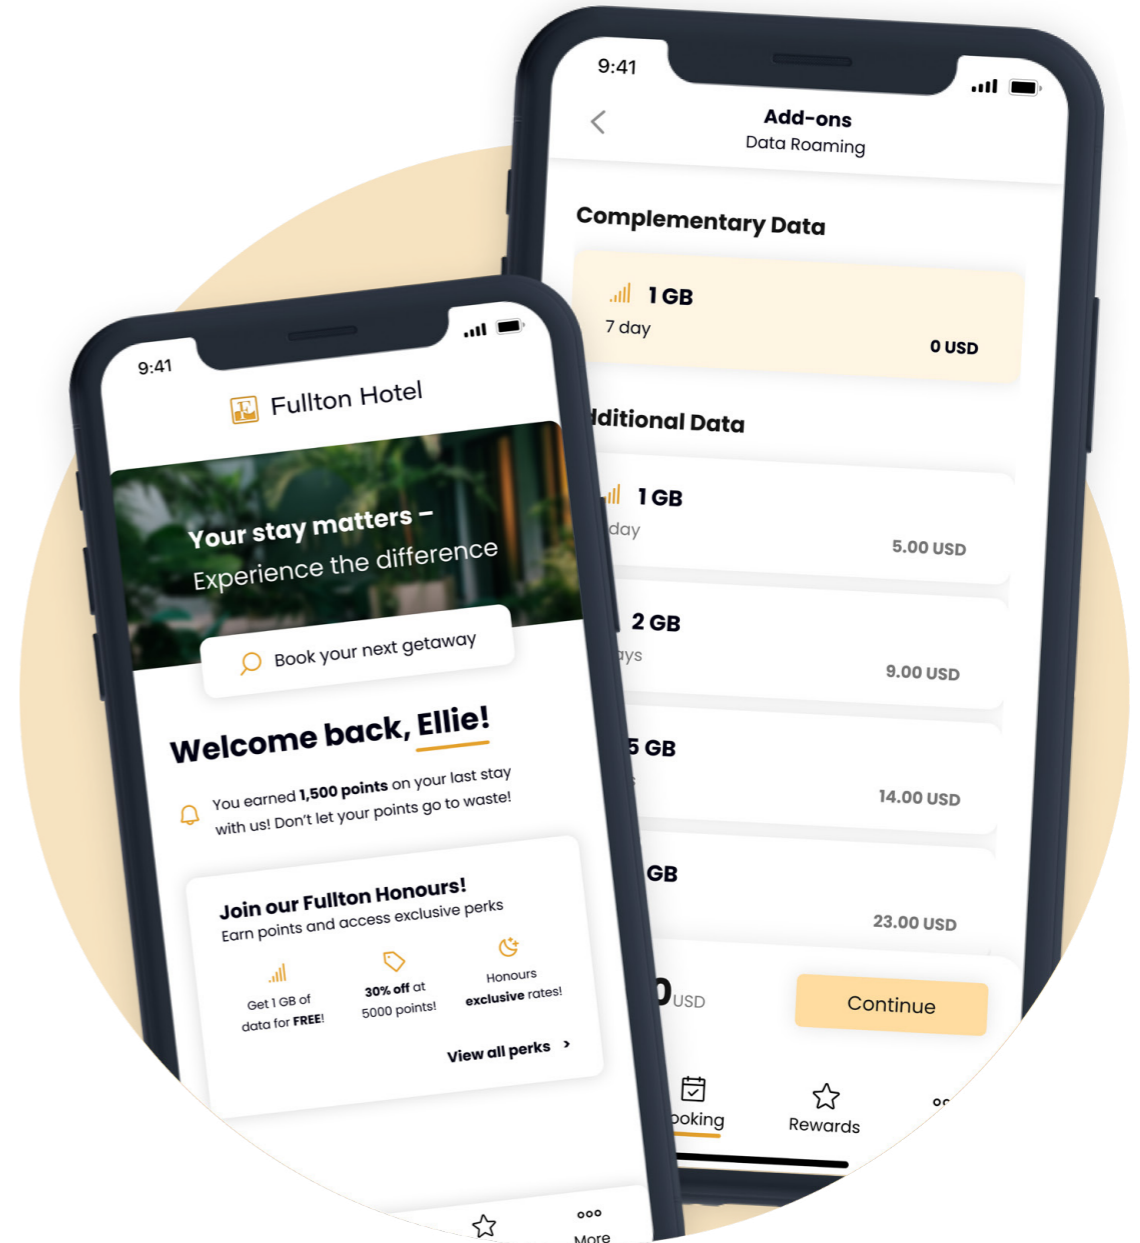 9:41
Add-ons
Data Roaming
Complementary Data
1 GB
7 day
0 USD
Data
1 GB
day
5.00 USD
2 GB
9.00 USD
5 GB
14.00 USD
GB
23.00 USD
USD
Continue
Rewards
9:41
Fullton Hotel
Your stay matters –
Experience the difference
Book your next getaway
Welcome back, Ellie!
You earned 1,500 points on your last stay
with us! Don't let your points go to waste!
Join our Fullton Honours!
Earn points and access exclusive perks
Get 1 GB of
data for FREE!
30% off at
5000 points!
Honours
exclusive rates!
View all perks >
More